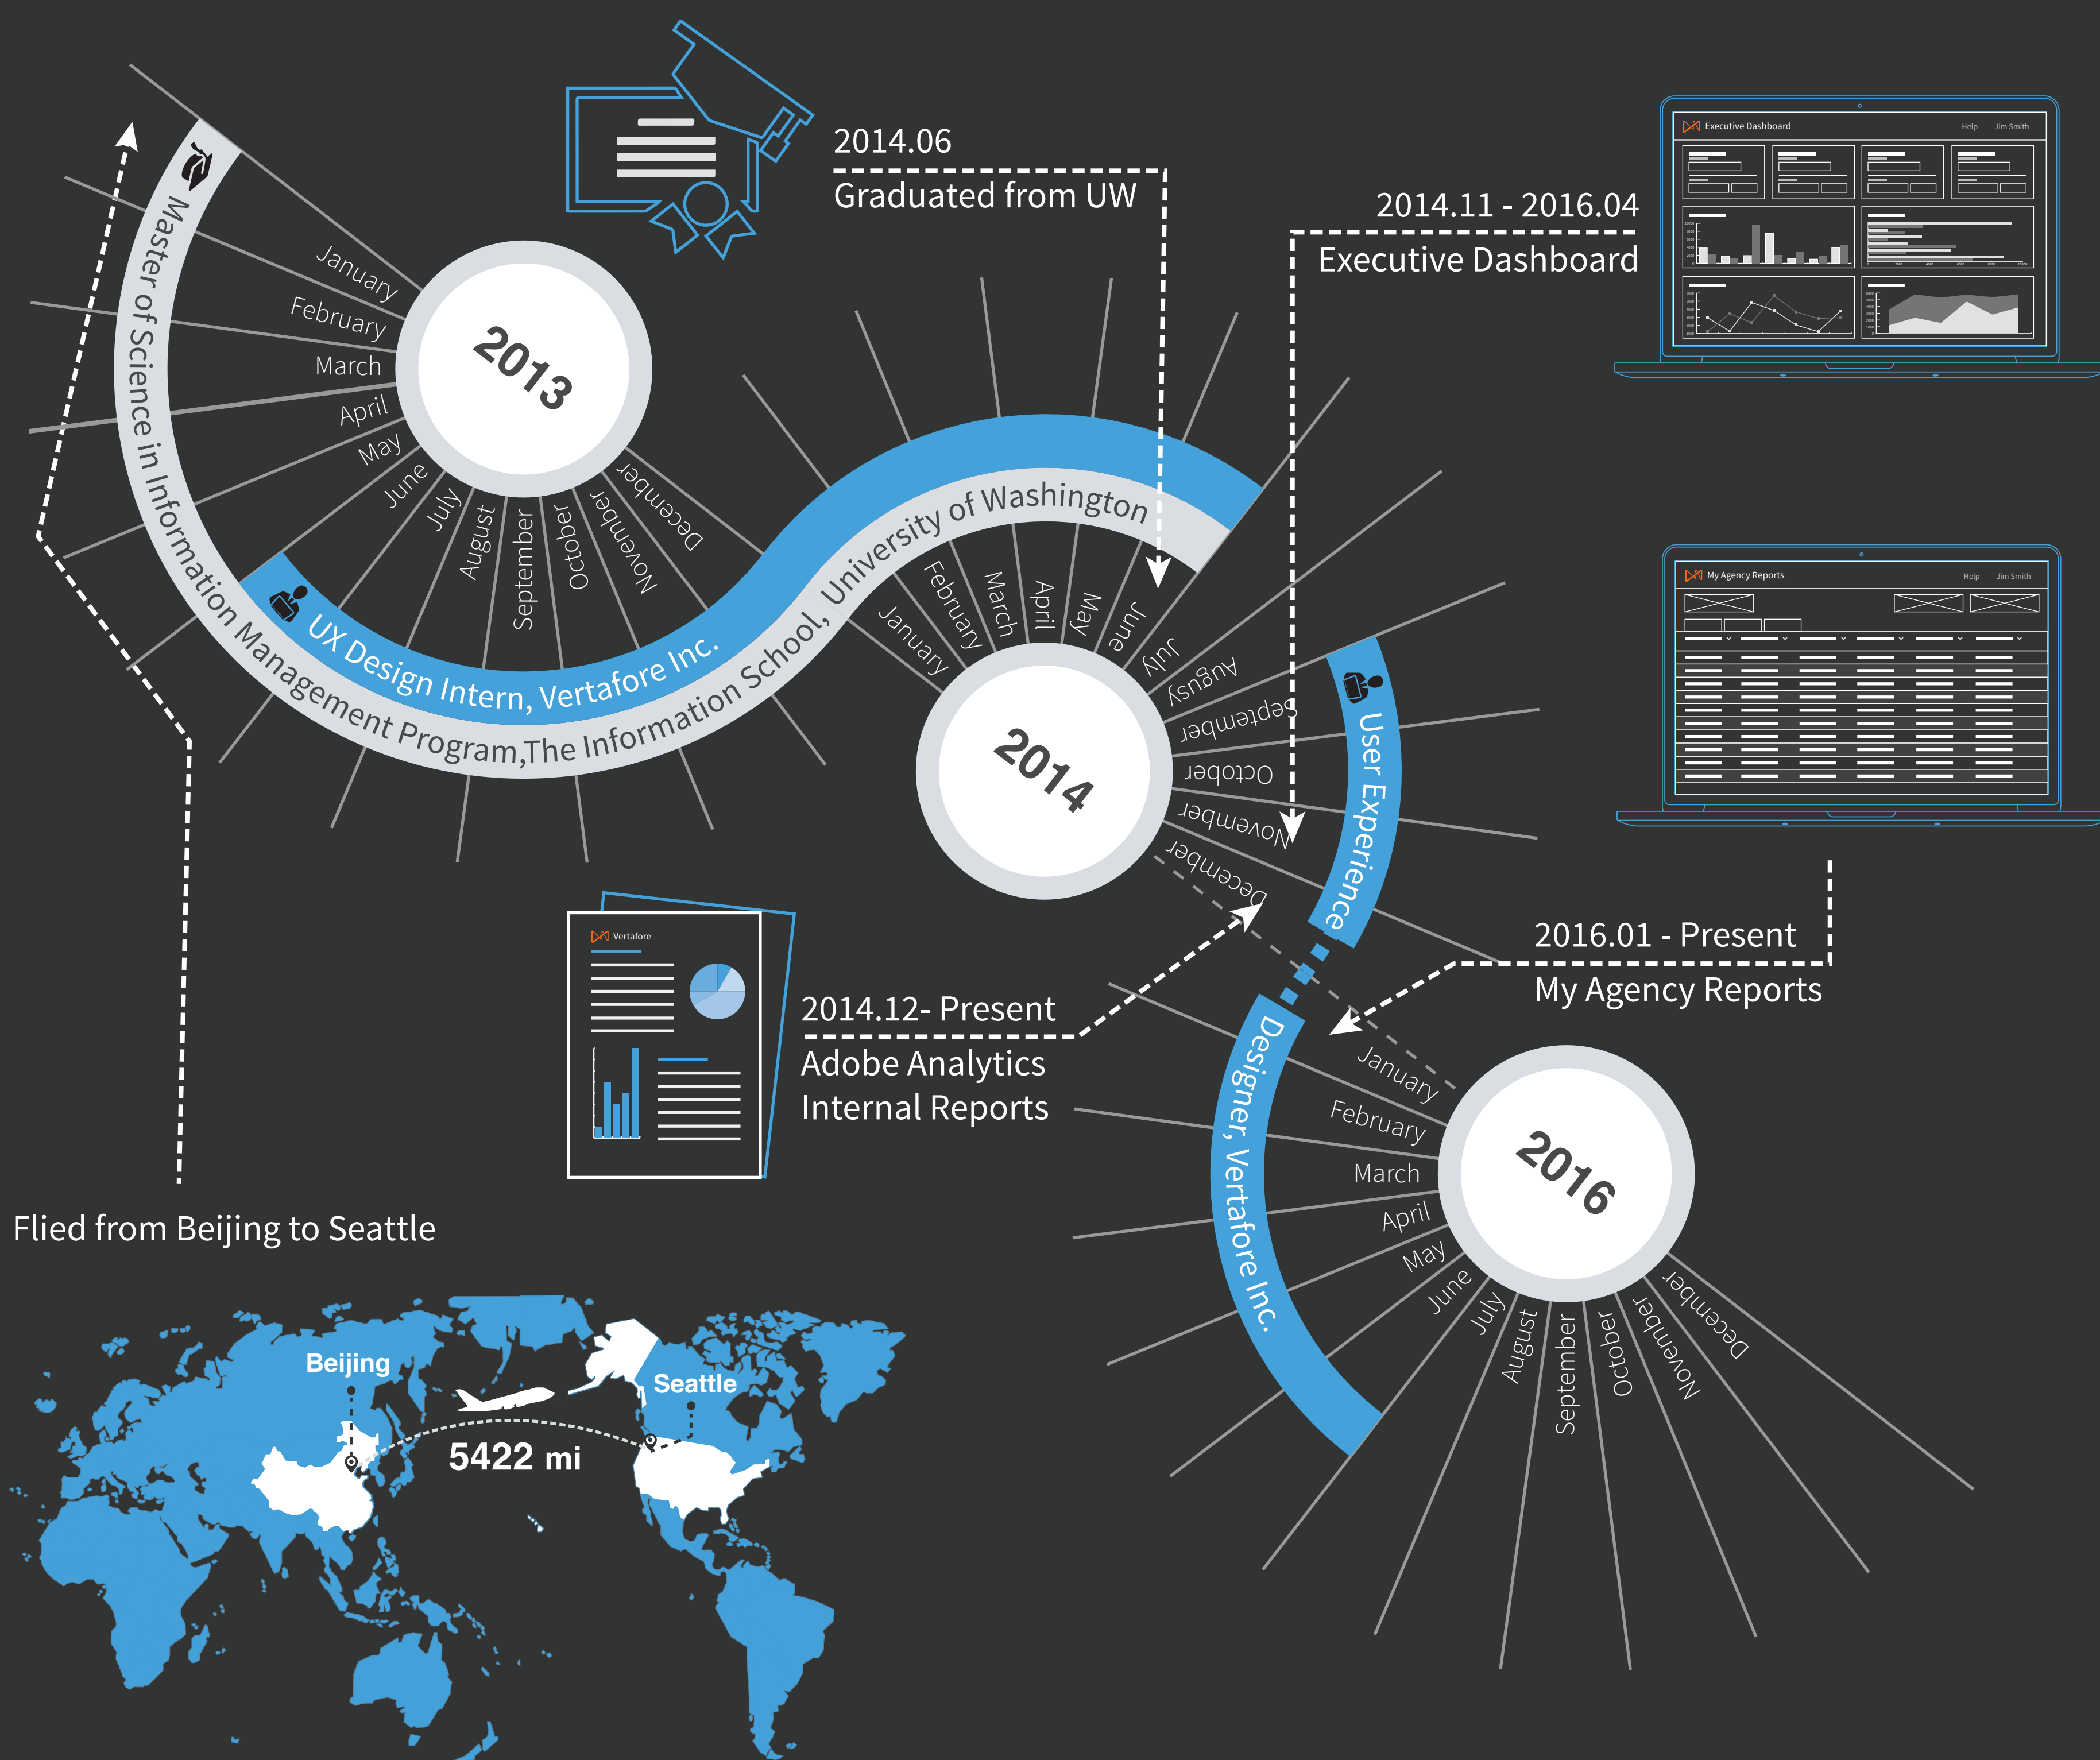 2014.06
Graduated from UW
2014.11 - 2016.04
Executive Dashboard
Executive Dashboard
Help
Jim Smith
2013
January
February
March
April
May
June
July
August
September
October
November
December
Master of Science in Information Management Program,The Information School, University of Washington
UX Design Intern, Vertafore Inc.
2014
January
February
March
April
May
June
July
Augusy
September
October
November
December
User Experience
Designer, Vertafore Inc.
My Agency Reports
Help
Jim Smith
2016.01 - Present
My Agency Reports
Vertafore
2014.12- Present
Adobe Analytics
Internal Reports
2016
January
February
March
April
May
June
July
August
September
October
November
December
Flied from Beijing to Seattle
Beijing
Seattle
5422 mi